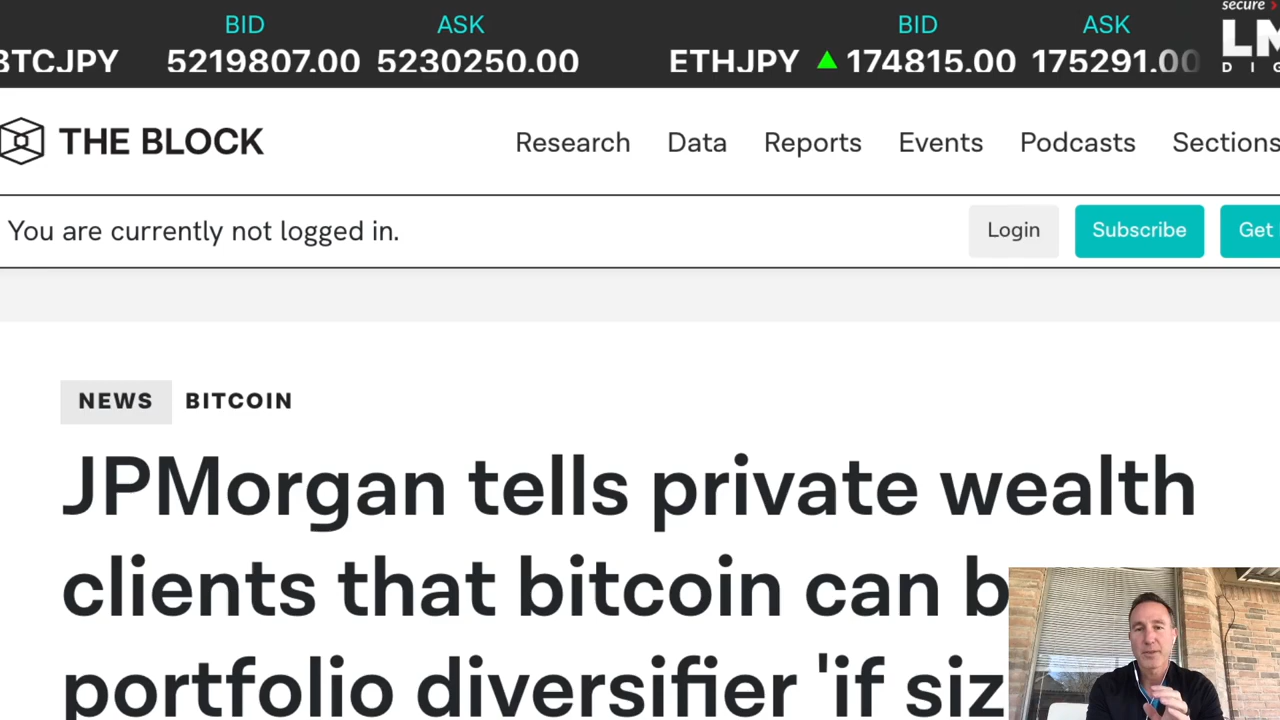 BID ASK BID ASK secure
BTCJPY 5219807.00 5230250.00 ETHJPY 174815.00 175291.00
THE BLOCK Research Data Reports Events Podcasts Sections
You are currently not logged in. Login Subscribe Get
NEWS BITCOIN
JPMorgan tells private wealth
clients that bitcoin can b
portfolio diversifier 'if siz